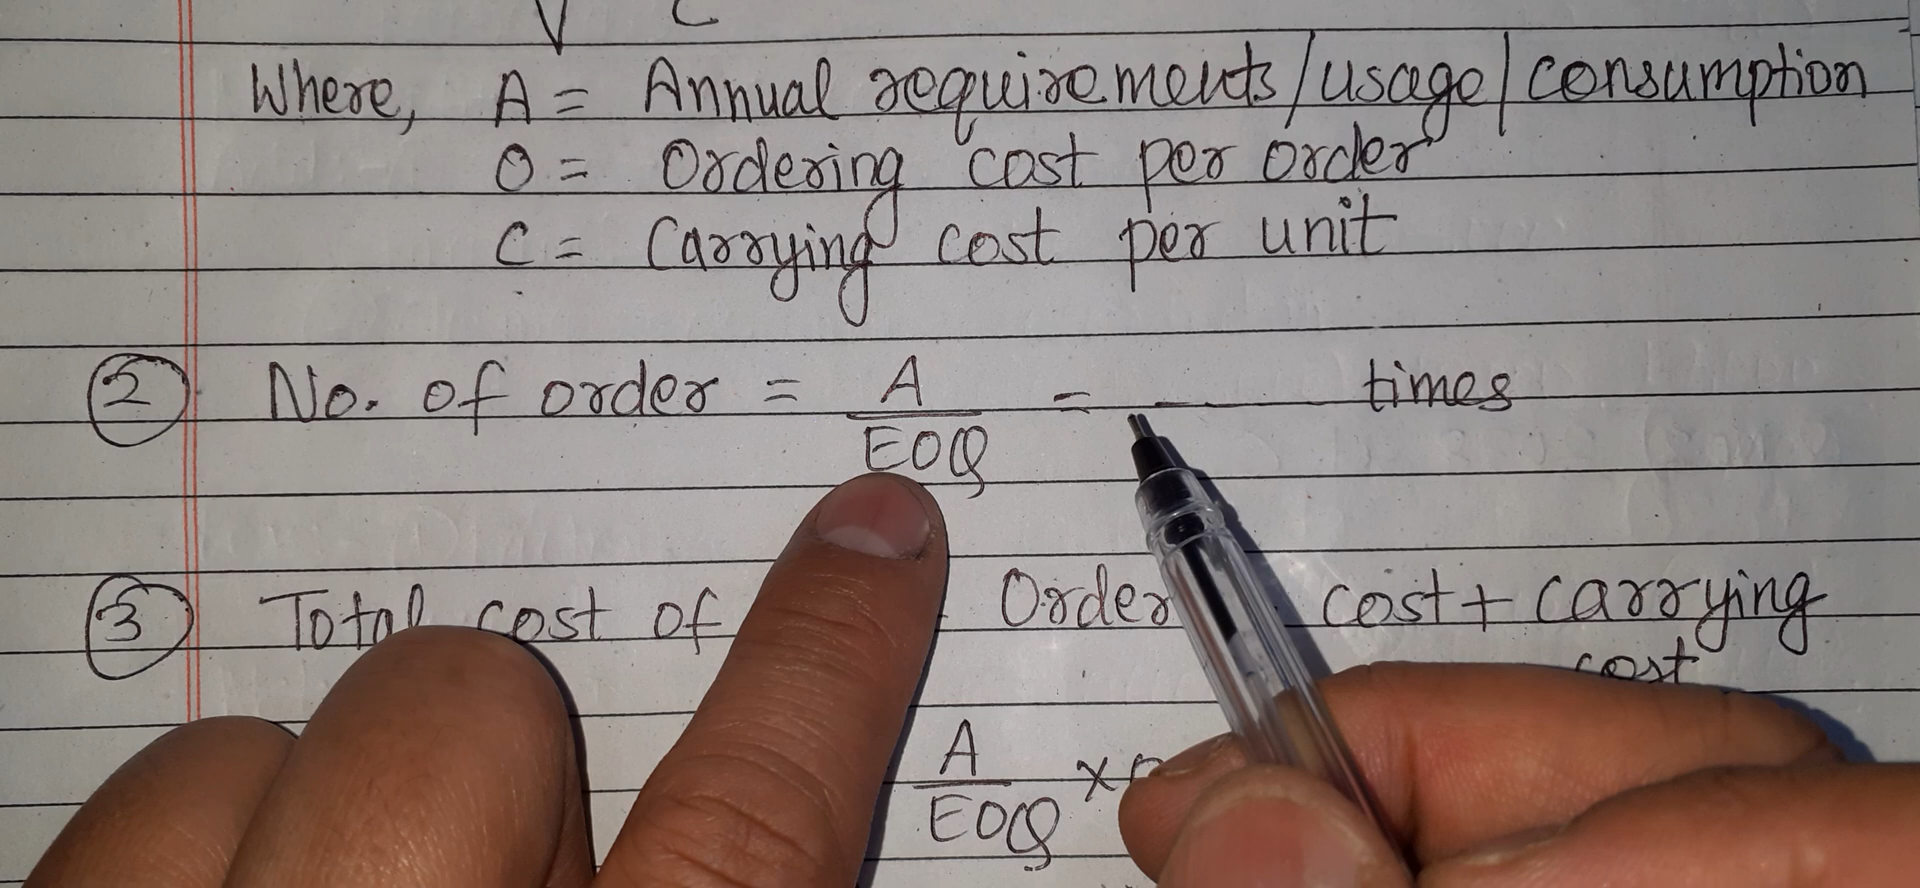 √ C
Where, A = Annual requirements/usage/consumption
O = Ordering cost per order
C = Carrying cost per unit
② No. of order = A = ___ times
EOQ
③ Total cost of Order cost + carrying
cost
A ×
EOQ